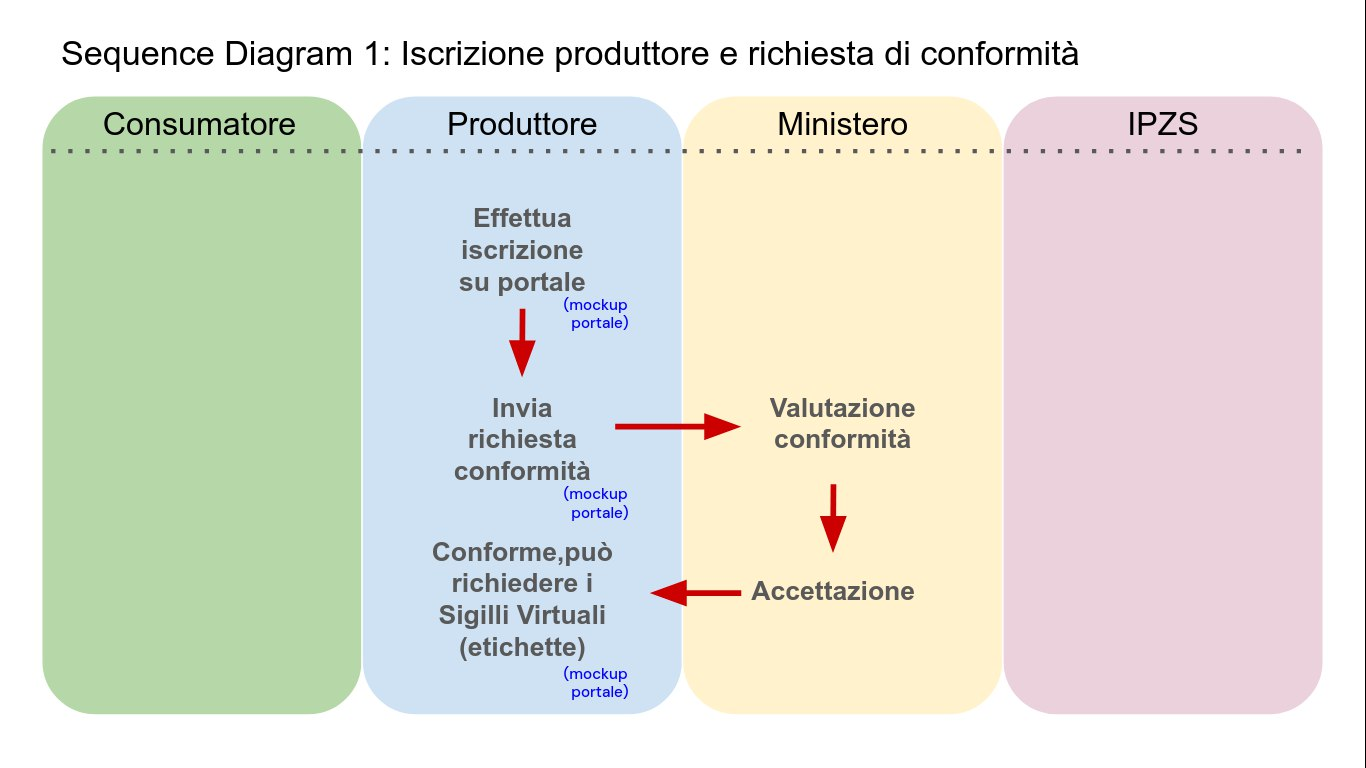 Sequence Diagram 1: Iscrizione produttore e richiesta di conformità
Consumatore
Produttore
Ministero
IPZS
Effettua
iscrizione
su portale
(mockup
portale)
Invia
richiesta
conformità
(mockup
portale)
Valutazione
conformità
Accettazione
Conforme,può
richiedere i
Sigilli Virtuali
(etichette)
(mockup
portale)